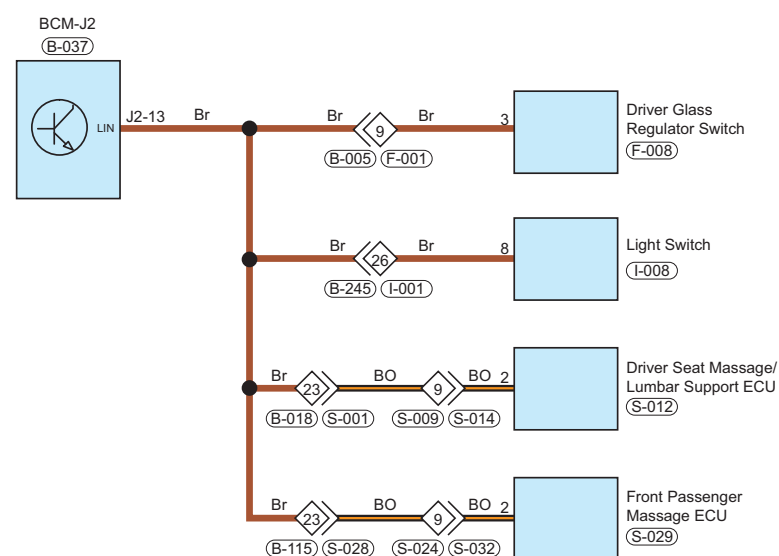 BCM-J2
B-037
LIN
J2-13
Br
Br
9
Br
3
B-005
F-001
Driver Glass
Regulator Switch
F-008
Br
26
Br
8
B-245
I-001
Light Switch
I-008
Br
23
BO
9
BO
2
B-018
S-001
S-009
S-014
Driver Seat Massage/
Lumbar Support ECU
S-012
Br
23
BO
9
BO
2
B-115
S-028
S-024
S-032
Front Passenger
Massage ECU
S-029